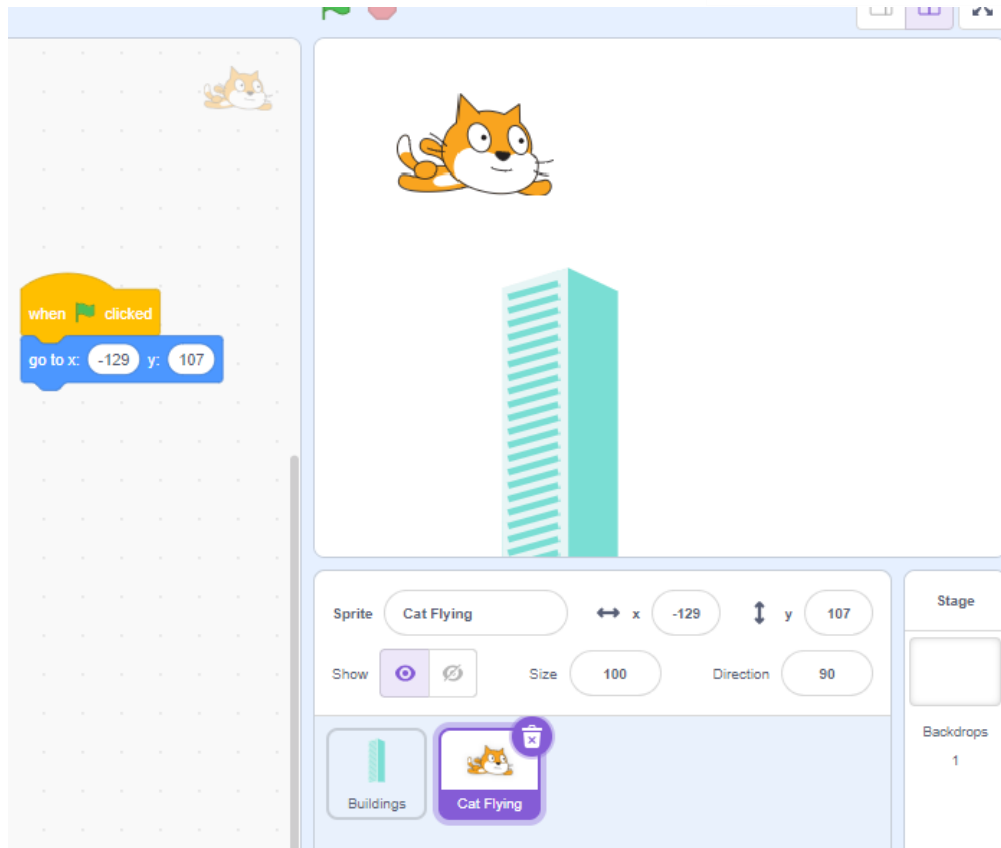 when clicked
go to x: -129 y: 107
Sprite Cat Flying x -129 y 107
Show Size 100 Direction 90
Buildings
Cat Flying
Stage
Backdrops
1